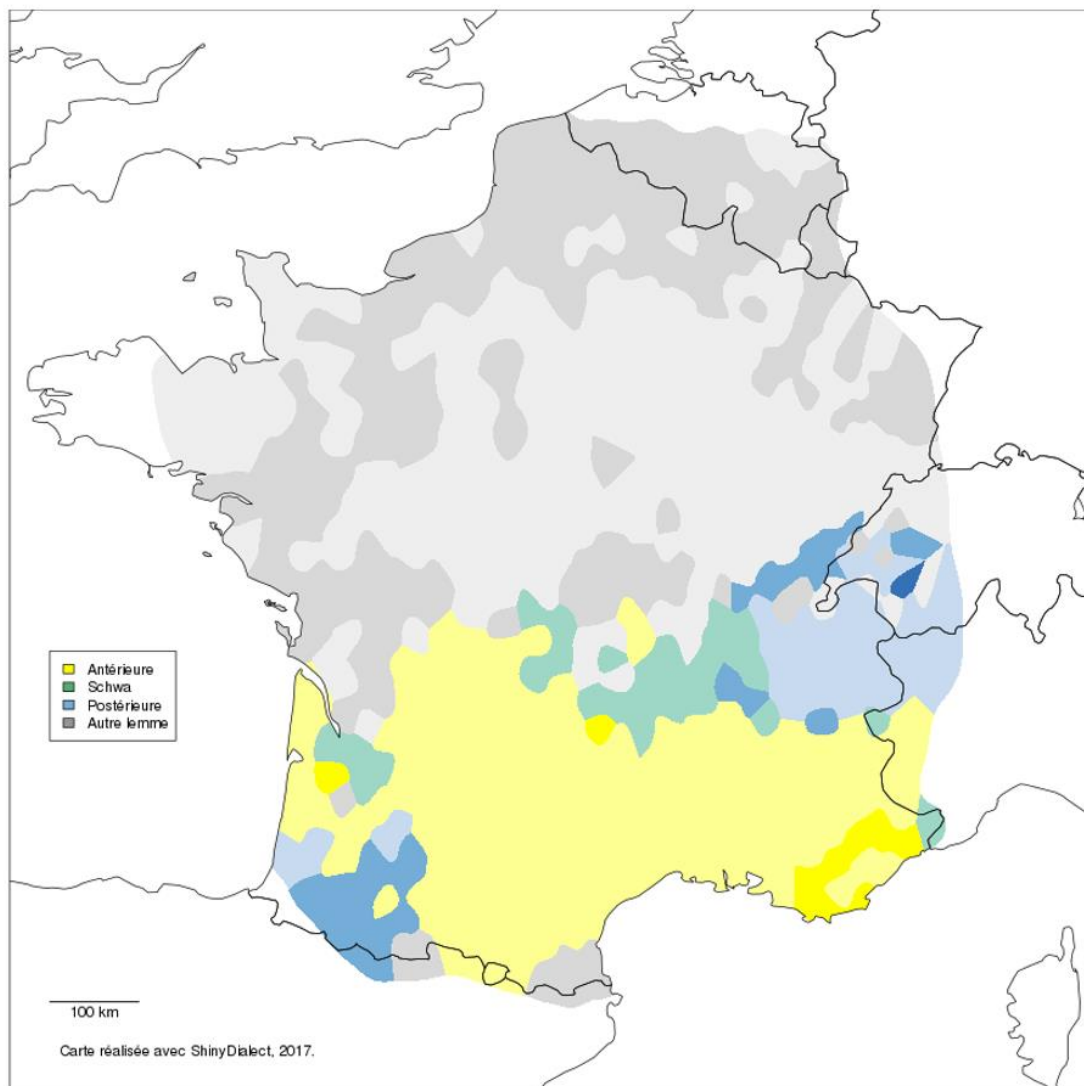 Antérieure
Schwa
Postérieure
Autre lemme
100 km
Carte réalisée avec ShinyDialect, 2017.